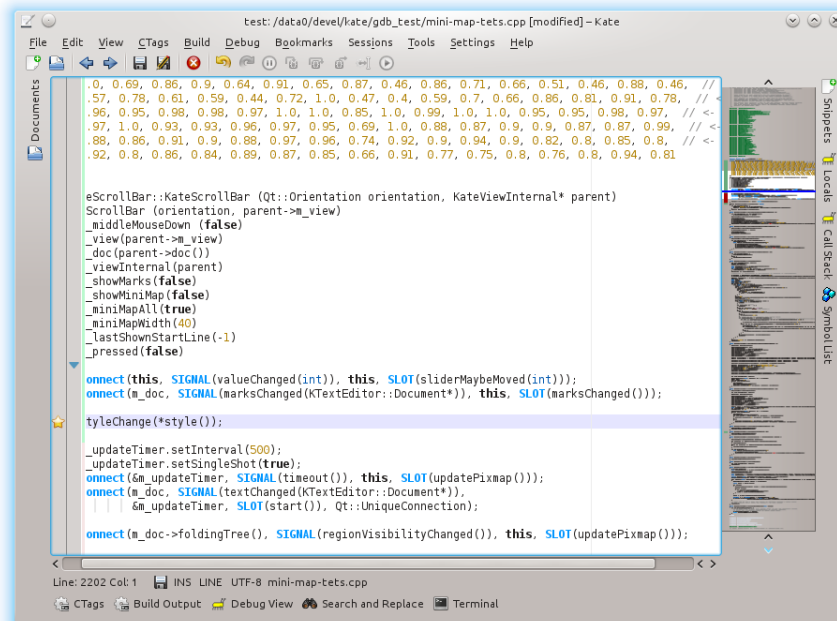 test: /data0/devel/kate/gdb_test/mini-map-tets.cpp [modified] – Kate
File Edit View CTags Build Debug Bookmarks Sessions Tools Settings Help
Documents
.0, 0.69, 0.86, 0.9, 0.64, 0.91, 0.65, 0.87, 0.46, 0.86, 0.71, 0.66, 0.51, 0.46, 0.88, 0.46, //
.57, 0.78, 0.61, 0.59, 0.44, 0.72, 1.0, 0.47, 0.4, 0.59, 0.7, 0.66, 0.86, 0.81, 0.91, 0.78, // <
.96, 0.95, 0.98, 0.98, 0.97, 1.0, 1.0, 0.85, 1.0, 0.99, 1.0, 1.0, 0.95, 0.95, 0.98, 0.97, // <-
.97, 1.0, 0.93, 0.93, 0.96, 0.97, 0.95, 0.69, 1.0, 0.88, 0.87, 0.9, 0.9, 0.87, 0.87, 0.99, // <-
.88, 0.86, 0.91, 0.9, 0.88, 0.97, 0.96, 0.74, 0.92, 0.9, 0.94, 0.9, 0.82, 0.8, 0.85, 0.8, // <-
.92, 0.8, 0.86, 0.84, 0.89, 0.87, 0.85, 0.66, 0.91, 0.77, 0.75, 0.8, 0.76, 0.8, 0.94, 0.81
eScrollBar::KateScrollBar (Qt::Orientation orientation, KateViewInternal* parent)
ScrollBar (orientation, parent->m_view)
_middleMouseDown (false)
_view(parent->m_view)
_doc(parent->doc())
_viewInternal(parent)
_showMarks(false)
_showMiniMap(false)
_miniMapAll(true)
_miniMapWidth(40)
_lastShownStartLine(-1)
_pressed(false)
onnect(this, SIGNAL(valueChanged(int)), this, SLOT(sliderMaybeMoved(int)));
onnect(m_doc, SIGNAL(marksChanged(KTextEditor::Document*)), this, SLOT(marksChanged()));
tyleChange(*style());
_updateTimer.setInterval(500);
_updateTimer.setSingleShot(true);
onnect(&m_updateTimer, SIGNAL(timeout()), this, SLOT(updatePixmap()));
onnect(m_doc, SIGNAL(textChanged(KTextEditor::Document*)),
&m_updateTimer, SLOT(start()), Qt::UniqueConnection);
onnect(m_doc->foldingTree(), SIGNAL(regionVisibilityChanged()), this, SLOT(updatePixmap()));
Snippets
Locals
Call Stack
Symbol List
Line: 2202 Col: 1 INS LINE UTF-8 mini-map-tets.cpp
CTags Build Output Debug View Search and Replace Terminal